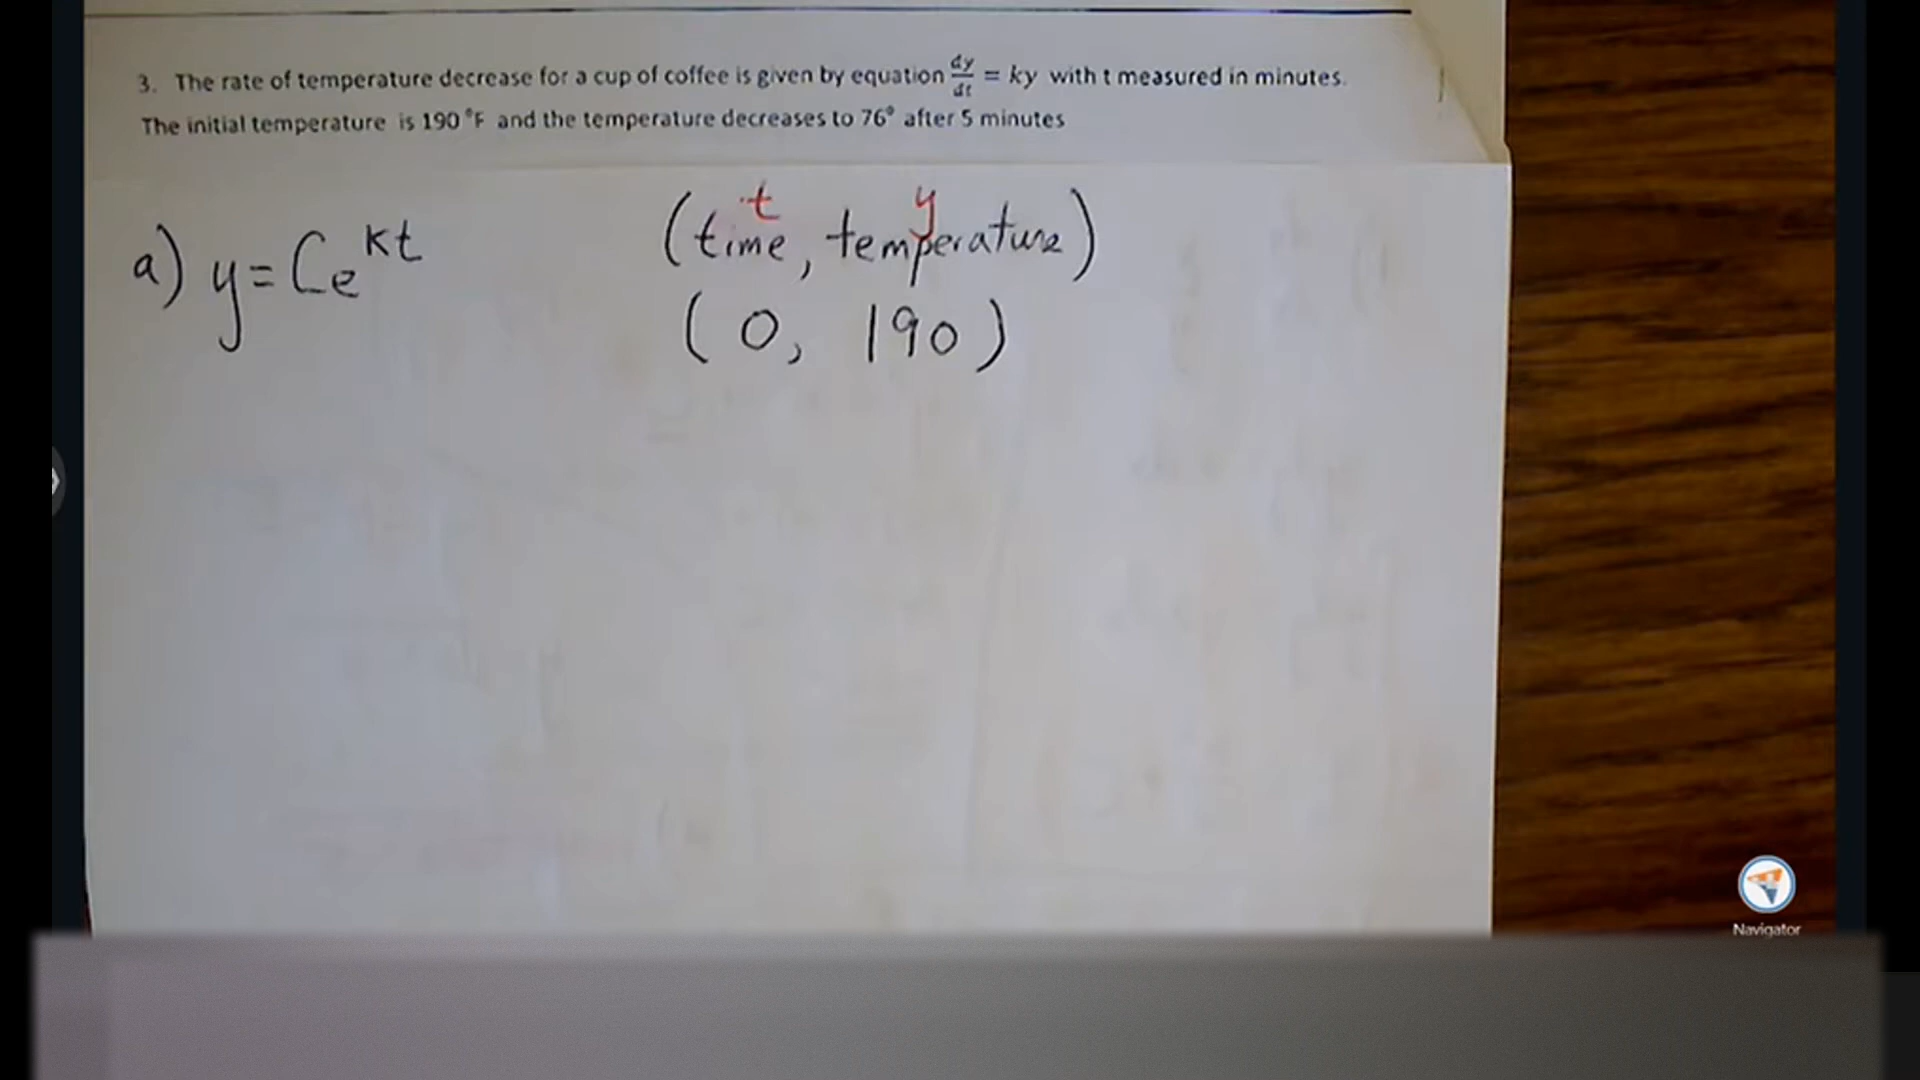 3. The rate of temperature decrease for a cup of coffee is given by equation dy/dt = ky with t measured in minutes.
The initial temperature is 190 °F and the temperature decreases to 76° after 5 minutes
t y
a) y=Ce^kt (time, temperature)
(0, 190)
Navigator